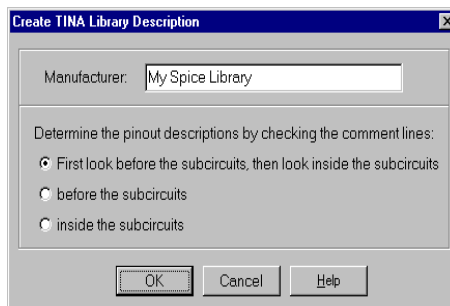 Create TINA Library Description
Manufacturer: My Spice Library
Determine the pinout descriptions by checking the comment lines:
First look before the subcircuits, then look inside the subcircuits
before the subcircuits
inside the subcircuits
OK Cancel Help